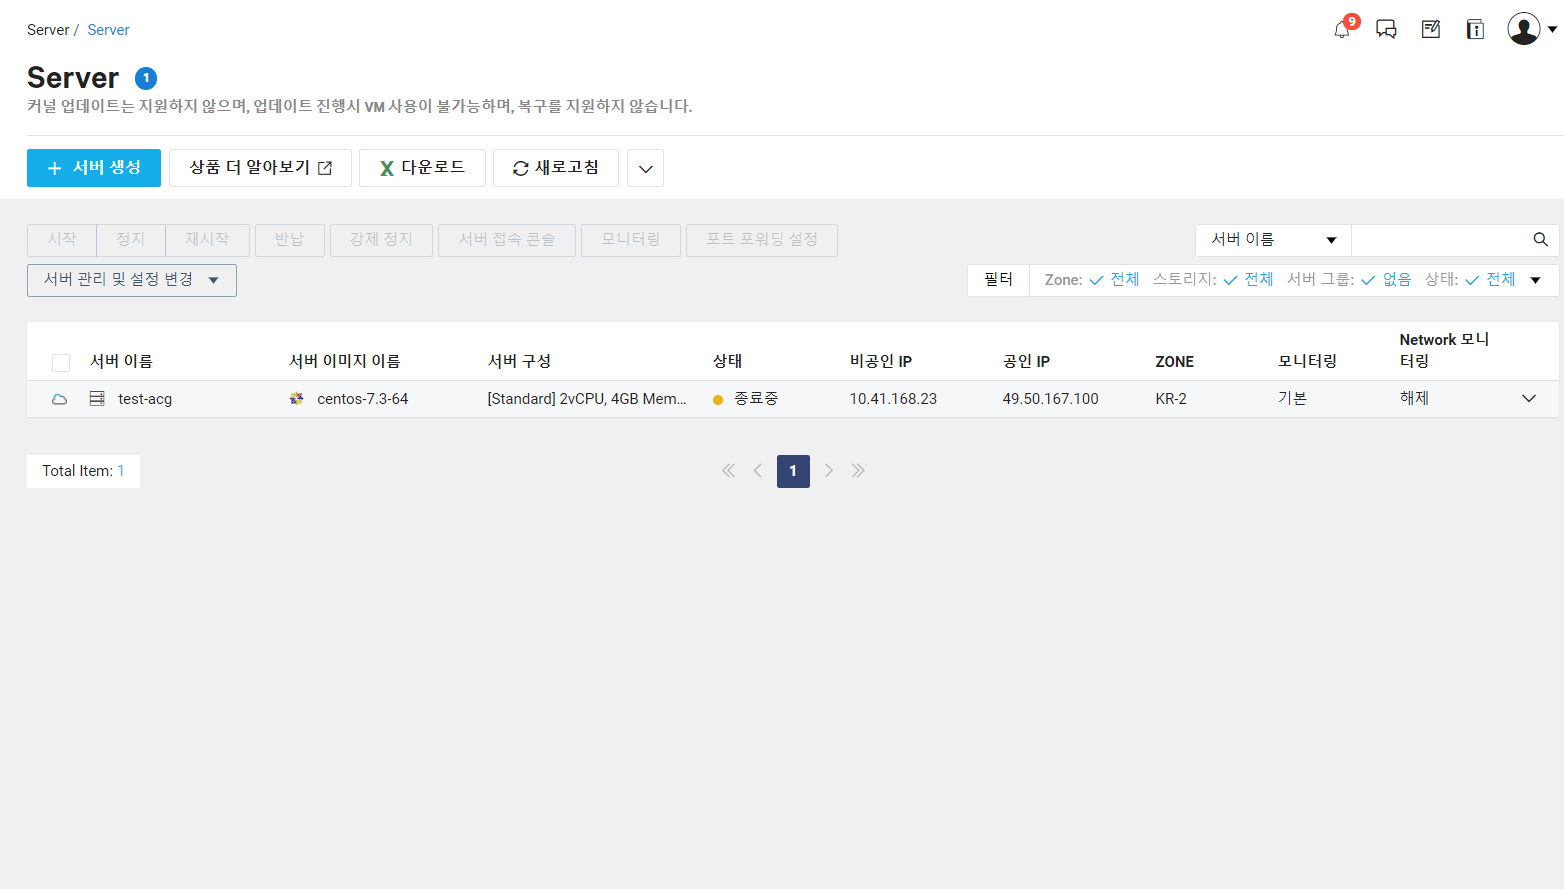 Server / Server
9
Server 1
커널 업데이트는 지원하지 않으며, 업데이트 진행시 VM 사용이 불가능하며, 복구를 지원하지 않습니다.
서버 생성 상품 더 알아보기 다운로드 새로고침
시작 정지 재시작 반납 강제 정지 서버 접속 콘솔 모니터링 포트 포워딩 설정 서버 이름
서버 관리 및 설정 변경 필터 Zone: 전체 스토리지: 전체 서버 그룹: 없음 상태: 전체
서버 이름 서버 이미지 이름 서버 구성 상태 비공인 IP 공인 IP ZONE 모니터링 Network 모니
터링
test-acg centos-7.3-64 [Standard] 2vCPU, 4GB Mem... 종료중 10.41.168.23 49.50.167.100 KR-2 기본 해제
Total Item: 1 1